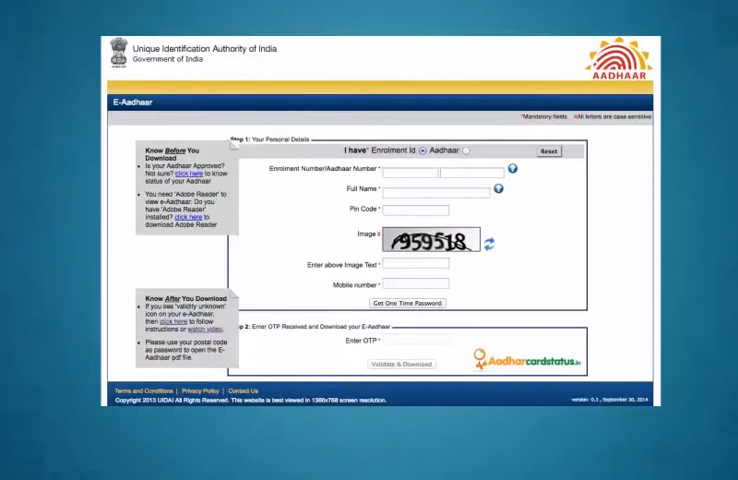 Unique Identification Authority of India
Government of India
AADHAAR
E-Aadhaar
*Mandatory fields #All letters are case sensitive
1: Your Personal Details
I have* Enrolment Id Aadhaar
Reset
Know Before You
Download
Is your Aadhaar Approved?
Not sure? click here to know
status of your Aadhaar
You need 'Adobe Reader' to
view e-Aadhaar. Do you
have 'Adobe Reader'
installed? click here to
download Adobe Reader
Enrolment Number/Aadhaar Number *
Full Name *
Pin Code *
Image #
959518
Enter above Image Text *
Mobile number *
Get One Time Password
Know After You Download
If you see 'validity unknown'
icon on your e-Aadhaar,
then click here to follow
instructions or watch video.
Please use your postal code
as password to open the
E-Aadhaar pdf file.
p 2: Enter OTP Received and Download your E-Aadhaar
Enter OTP *
Validate & Download
Aadharcardstatus.in
Terms and Conditions | Privacy Policy | Contact Us
Copyright 2013 UIDAI All Rights Reserved. This website is best viewed in 1366x768 screen resolution.
version: 0.3 , September 30, 2014